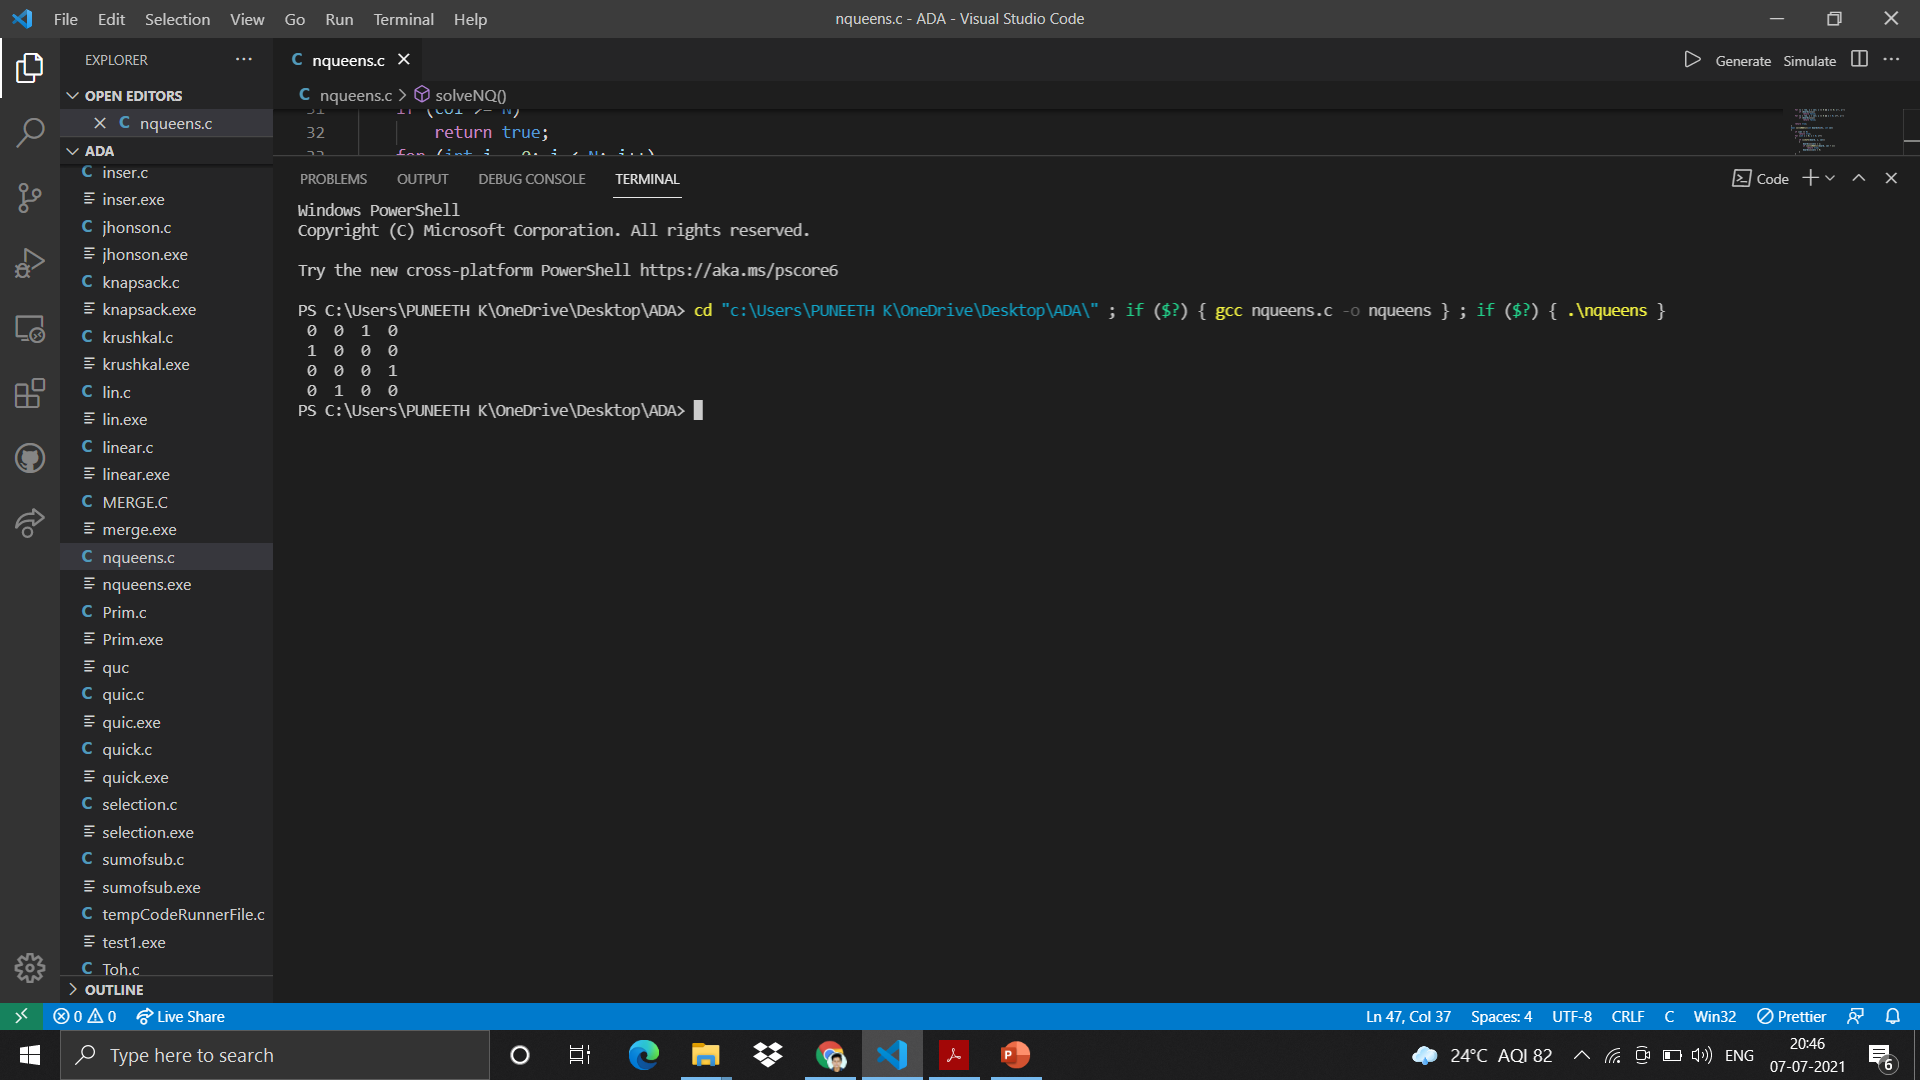 File Edit Selection View Go Run Terminal Help
nqueens.c - ADA - Visual Studio Code
EXPLORER
OPEN EDITORS
nqueens.c
ADA
inser.c
inser.exe
jhonson.c
jhonson.exe
knapsack.c
knapsack.exe
krushkal.c
krushkal.exe
lin.c
lin.exe
linear.c
linear.exe
MERGE.C
merge.exe
nqueens.c
nqueens.exe
Prim.c
Prim.exe
quc
quic.c
quic.exe
quick.c
quick.exe
selection.c
selection.exe
sumofsub.c
sumofsub.exe
tempCodeRunnerFile.c
test1.exe
Toh.c
OUTLINE
C nqueens.c
Generate Simulate
C nqueens.c > solveNQ()
31 if (col >= N)
32 return true;
33 for (int i = 0; i < N; i++)
PROBLEMS OUTPUT DEBUG CONSOLE TERMINAL
Code
Windows PowerShell
Copyright (C) Microsoft Corporation. All rights reserved.
Try the new cross-platform PowerShell https://aka.ms/pscore6
PS C:\Users\PUNEETH K\OneDrive\Desktop\ADA> cd "c:\Users\PUNEETH K\OneDrive\Desktop\ADA\" ; if ($?) { gcc nqueens.c -o nqueens } ; if ($?) { .\nqueens }
0 0 1 0
1 0 0 0
0 0 0 1
0 1 0 0
PS C:\Users\PUNEETH K\OneDrive\Desktop\ADA>
0 0 Live Share
Ln 47, Col 37 Spaces: 4 UTF-8 CRLF C Win32 Prettier
Type here to search
24°C AQI 82
ENG
20:46
07-07-2021
6